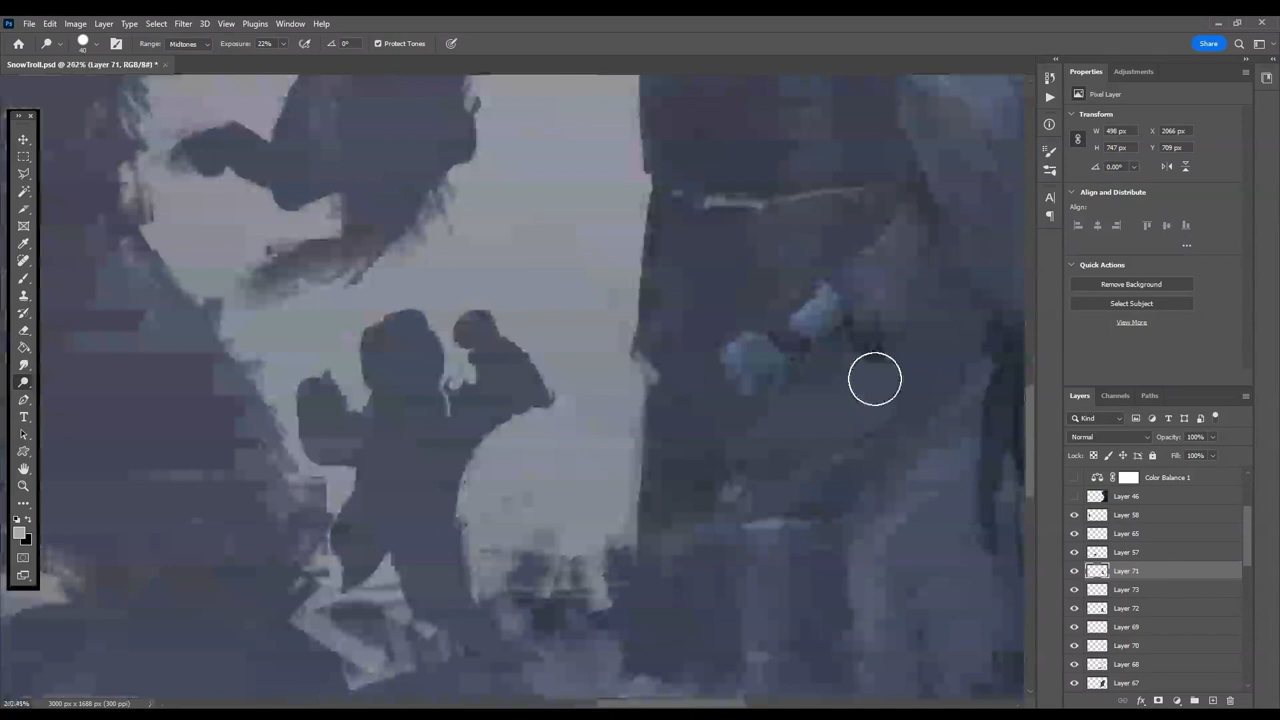 Ps File Edit Image Layer Type Select Filter 3D View Plugins Window Help
40 Range: Midtones Exposure: 22% 0° Protect Tones Share
SnowTroll.psd @ 262% (Layer 71, RGB/8#) *
Properties Adjustments
Pixel Layer
Transform
W 498 px X 2066 px
H 747 px Y 709 px
0.00°
Align and Distribute
Align:
Quick Actions
Remove Background
Select Subject
View More
Layers Channels Paths
Kind
Normal Opacity: 100%
Lock: Fill: 100%
Color Balance 1
Layer 46
Layer 58
Layer 65
Layer 57
Layer 71
Layer 73
Layer 72
Layer 69
Layer 70
Layer 68
Layer 67
3000 px x 1688 px (300 ppi)